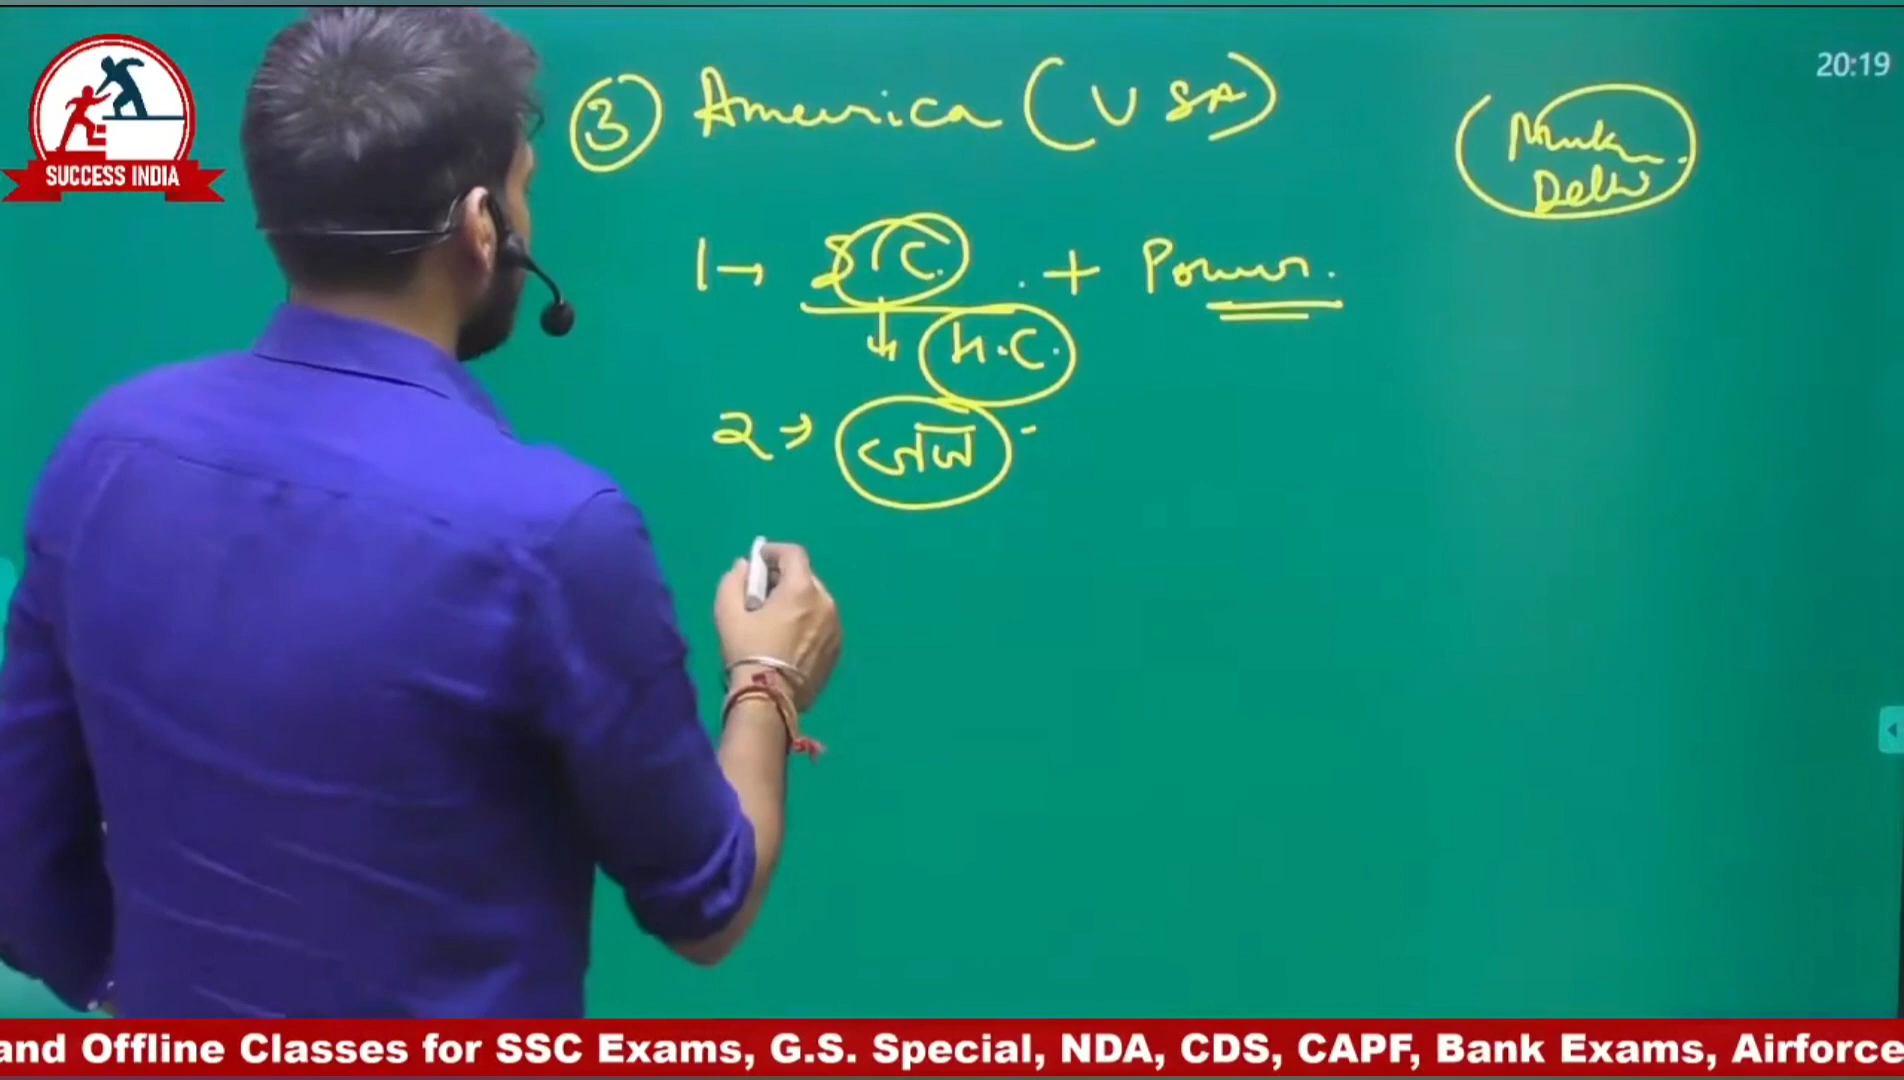 SUCCESS INDIA
20:19
③ America (USA)
Delhi
1→ S.C. + Power.
↓ H.C.
2→ जज -
and Offline Classes for SSC Exams, G.S. Special, NDA, CDS, CAPF, Bank Exams, Airforce